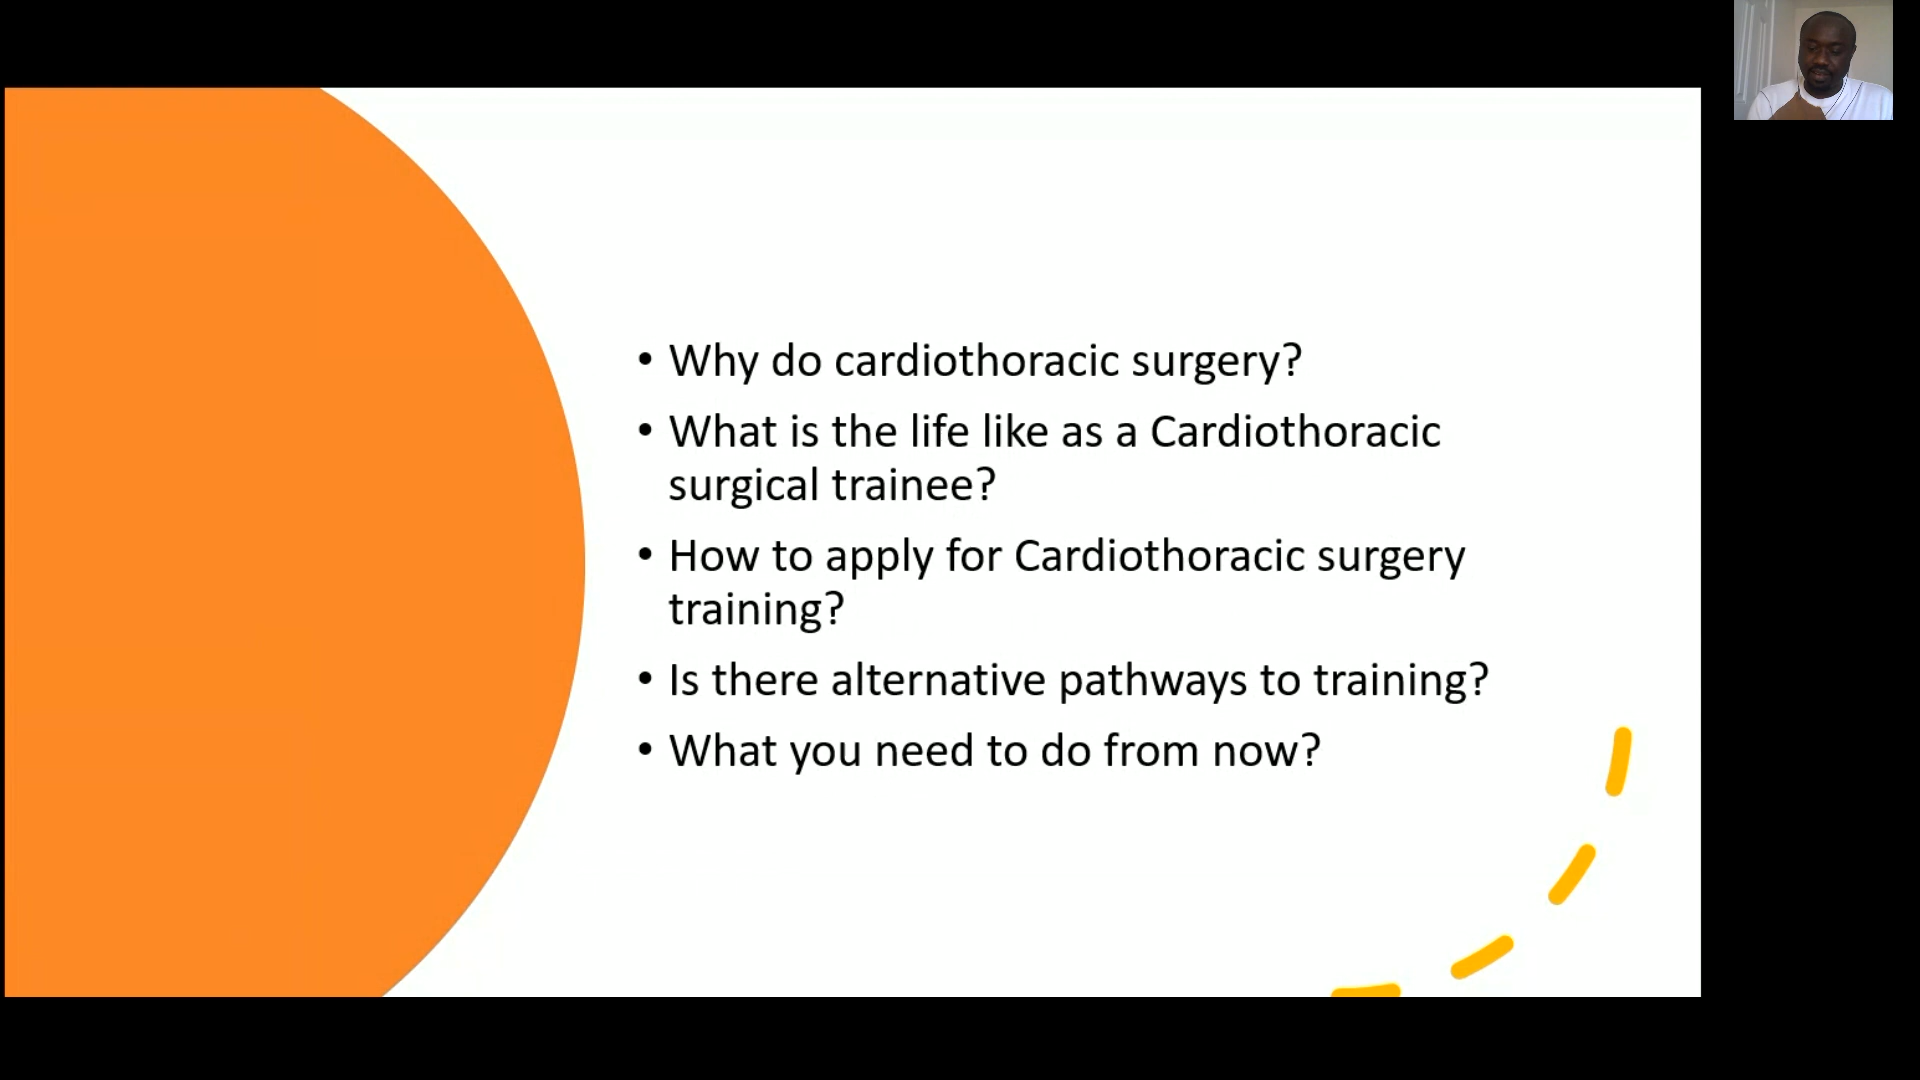 • Why do cardiothoracic surgery?
• What is the life like as a Cardiothoracic
surgical trainee?
• How to apply for Cardiothoracic surgery
training?
• Is there alternative pathways to training?
• What you need to do from now?